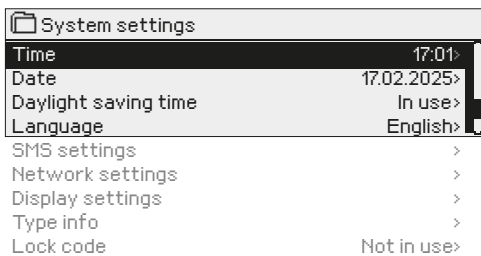 System settings
Time 17:01>
Date 17.02.2025>
Daylight saving time In use>
Language English>
SMS settings >
Network settings >
Display settings >
Type info >
Lock code Not in use>